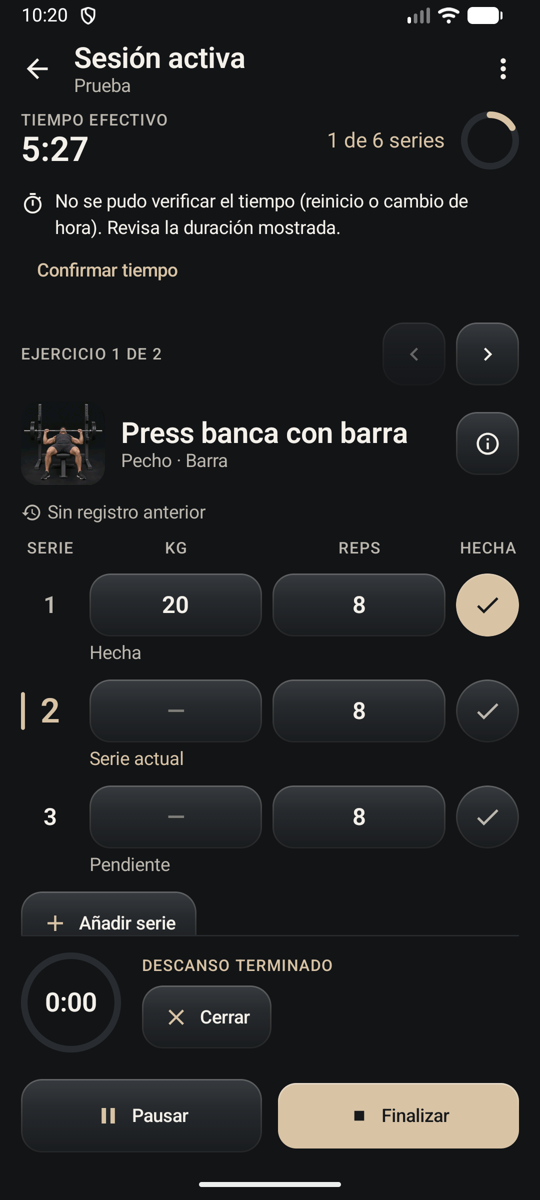 10:20
Sesión activa
Prueba
TIEMPO EFECTIVO
5:27
1 de 6 series
No se pudo verificar el tiempo (reinicio o cambio de
hora). Revisa la duración mostrada.
Confirmar tiempo
EJERCICIO 1 DE 2
Press banca con barra
Pecho · Barra
Sin registro anterior
SERIE KG REPS HECHA
1 20 8
Hecha
2 — 8
Serie actual
3 — 8
Pendiente
+ Añadir serie
DESCANSO TERMINADO
0:00
Cerrar
Pausar
Finalizar